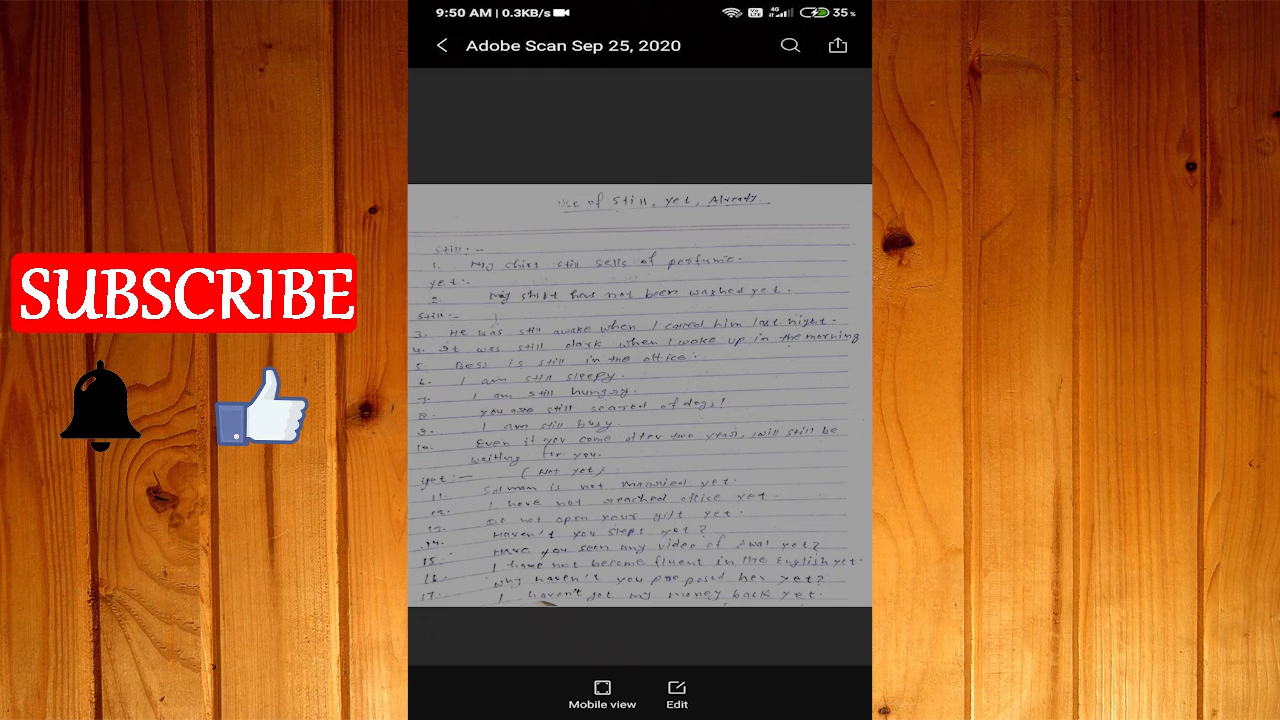 9:50 AM | 0.3KB/s
4G
35%
Adobe Scan Sep 25, 2020
Use of Still, Yet, Already.
Still:-
1. My shirt still sells of perfume.
yet:-
2. My shirt has not been washed yet.
Still:-
3. He was still awake when I called him last night.
4. It was still dark when I woke up in the morning
5. Boss is still in the office.
6. I am still sleepy.
7. I am still hungry.
8. You are still scared of dogs!
9. I am still busy.
10. Even if you come after two years, I will still be
waiting for you.
yet:- (Not yet)
11. Salman is not married yet.
12. I have not reached office yet.
13. Do not open your gift yet.
14. Haven't you slept yet?
15. Have you seen any video of yet?
16. I have not become fluent in the English yet.
Why haven't you proposed her yet?
17. I haven't got my money back yet.
SUBSCRIBE
Mobile view
Edit